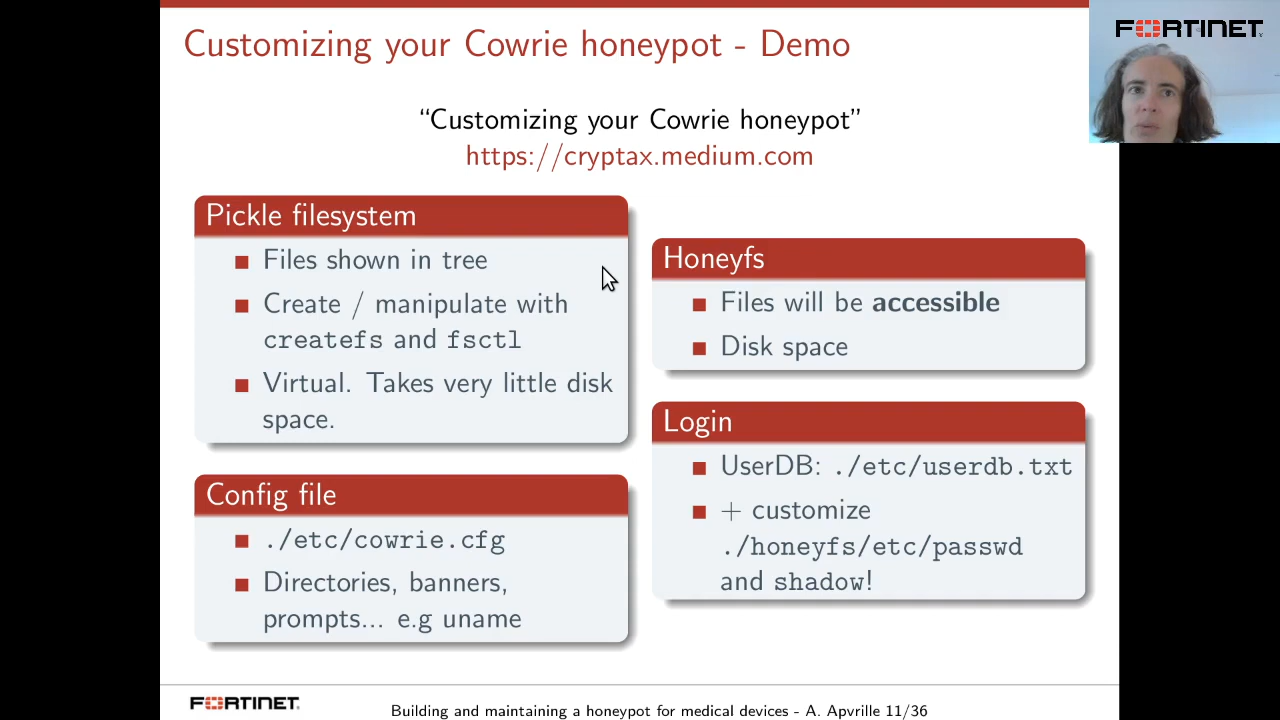 Customizing your Cowrie honeypot - Demo
FORTINET
“Customizing your Cowrie honeypot”
https://cryptax.medium.com
Pickle filesystem
Files shown in tree
Create / manipulate with
createfs and fsctl
Virtual. Takes very little disk
space.
Config file
./etc/cowrie.cfg
Directories, banners,
prompts... e.g uname
Honeyfs
Files will be accessible
Disk space
Login
UserDB: ./etc/userdb.txt
+ customize
./honeyfs/etc/passwd
and shadow!
FORTINET
Building and maintaining a honeypot for medical devices - A. Apvrille 11/36